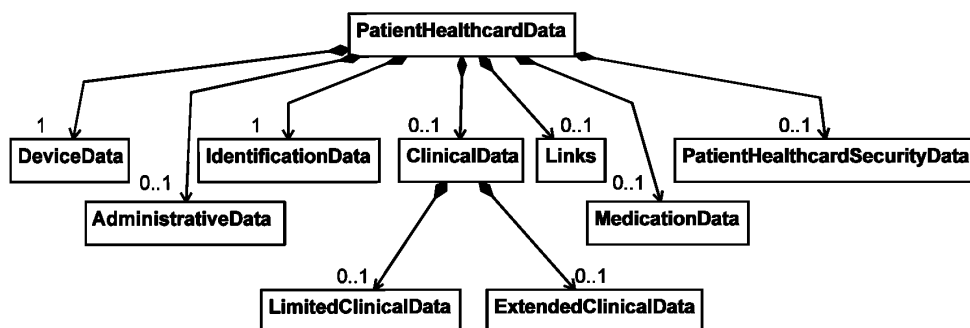 PatientHealthcardData
1
1
0..1
0..1
0..1
DeviceData
IdentificationData
ClinicalData
Links
PatientHealthcardSecurityData
0..1
0..1
AdministrativeData
MedicationData
0..1
0..1
LimitedClinicalData
ExtendedClinicalData